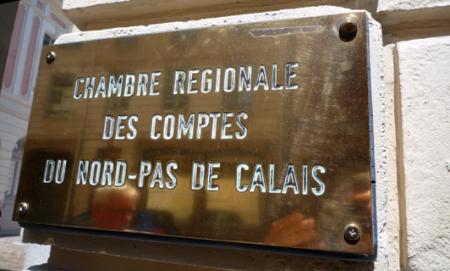 CHAMBRE REGIONALE
DES COMPTES
DU NORD-PAS DE CALAIS